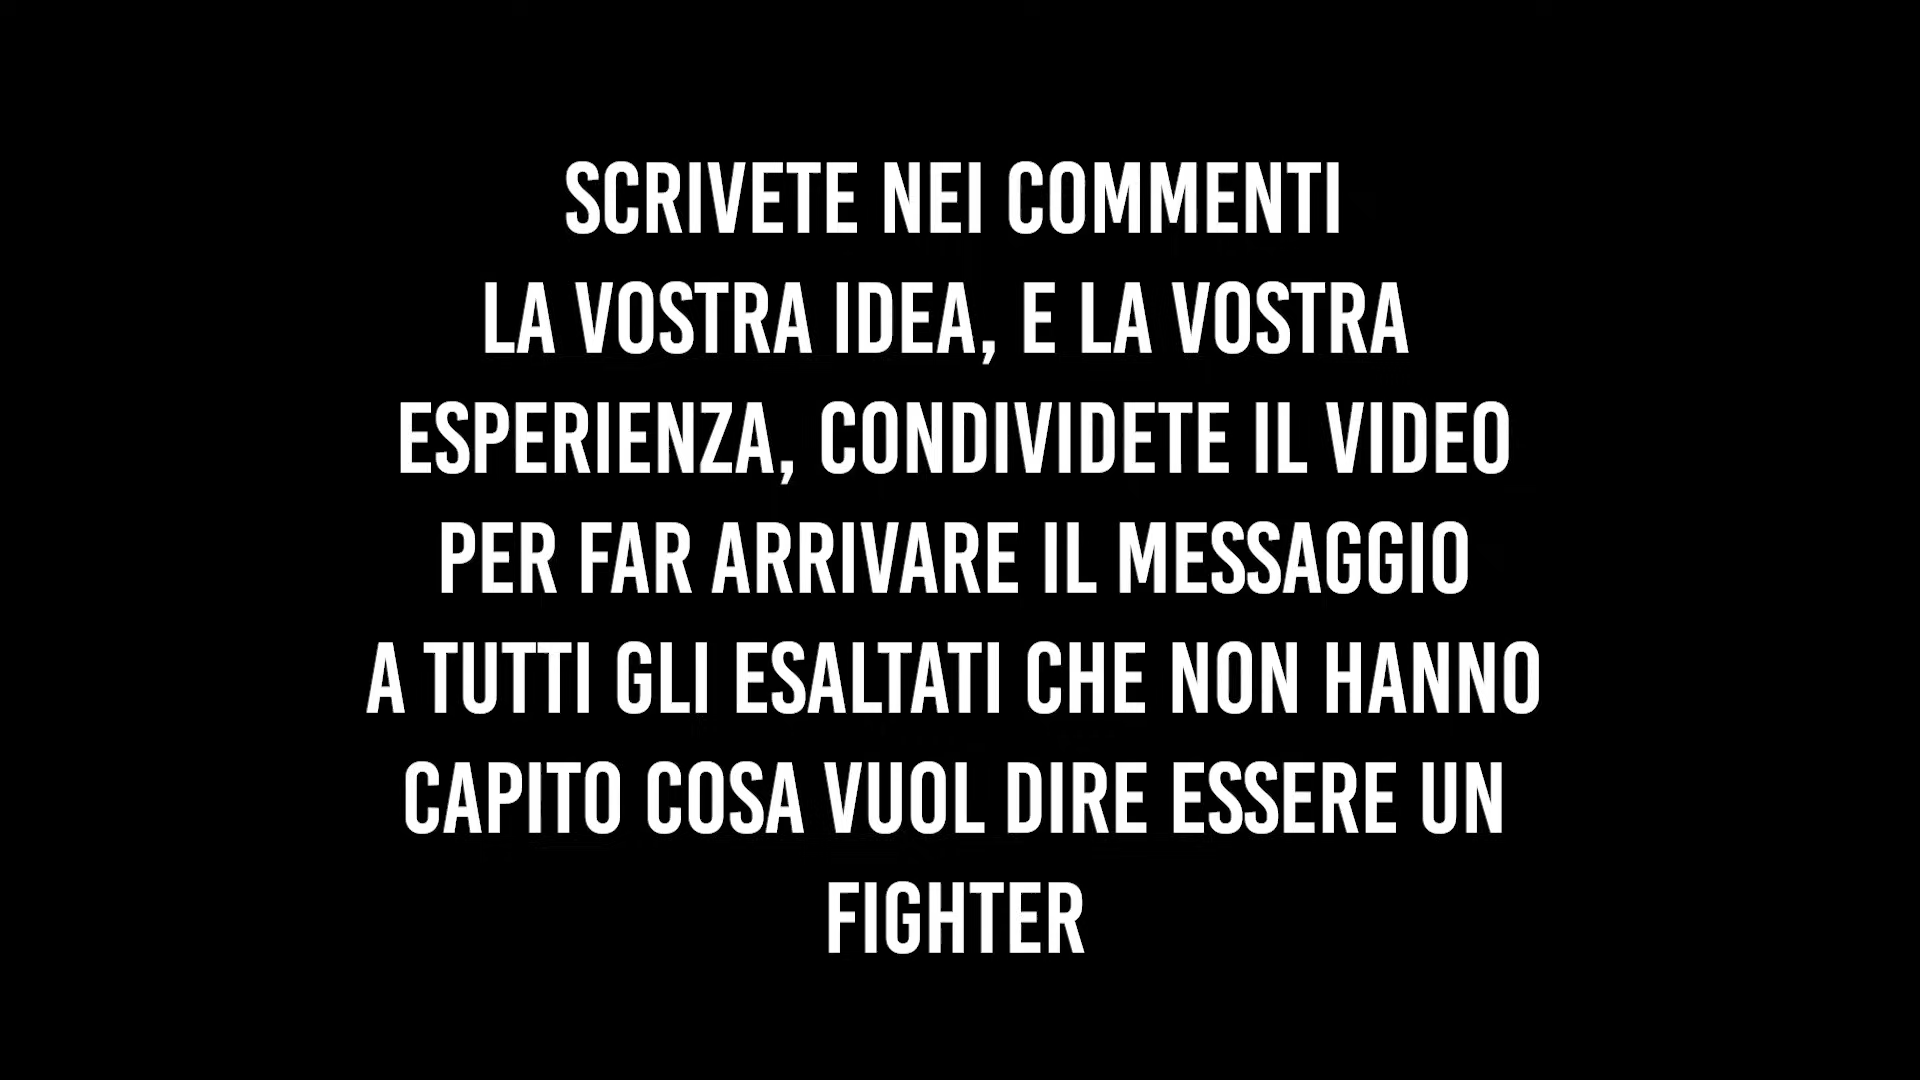 SCRIVETE NEI COMMENTI
LA VOSTRA IDEA, E LA VOSTRA
ESPERIENZA, CONDIVIDETE IL VIDEO
PER FAR ARRIVARE IL MESSAGGIO
A TUTTI GLI ESALTATI CHE NON HANNO
CAPITO COSA VUOL DIRE ESSERE UN
FIGHTER